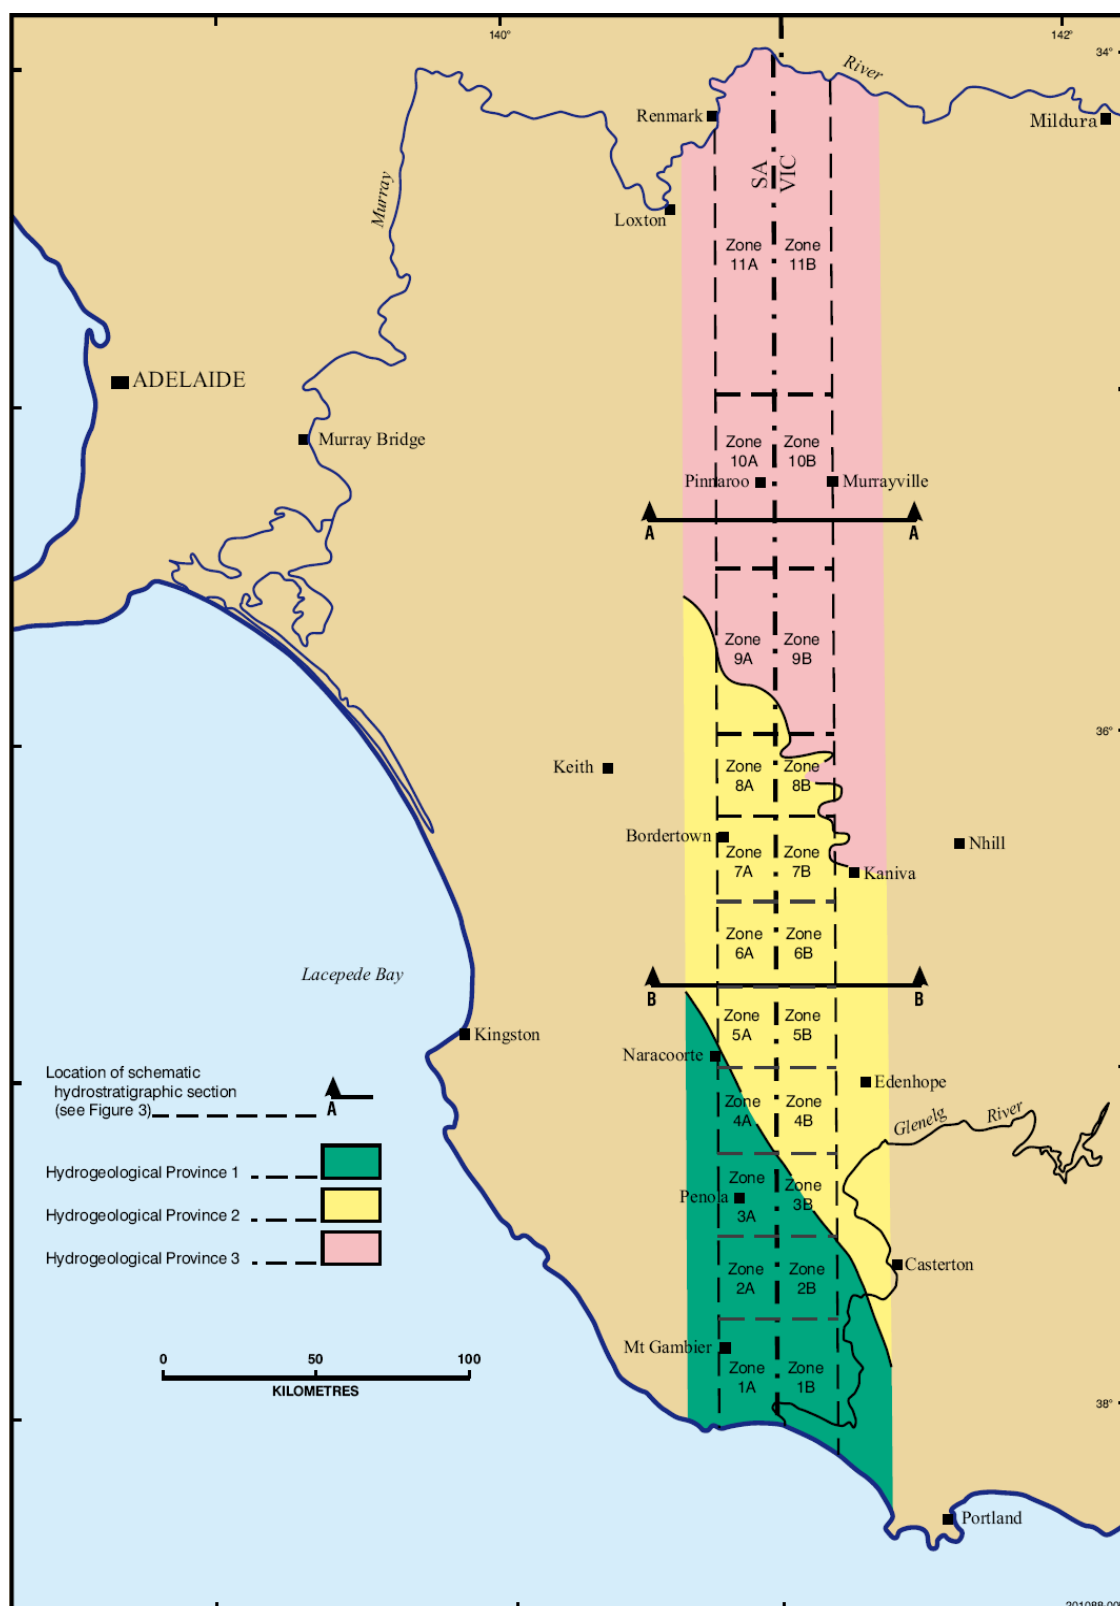 140°
142°
34°
River
Renmark
Mildura
SA
VIC
Murray
Loxton
Zone
11A
Zone
11B
ADELAIDE
Murray Bridge
Zone
10A
Zone
10B
Pinnaroo
Murrayville
A
A
Zone
9A
Zone
9B
36°
Keith
Zone
8A
Zone
8B
Bordertown
Nhill
Zone
7A
Zone
7B
Kaniva
Zone
6A
Zone
6B
Lacepede Bay
B
B
Kingston
Zone
5A
Zone
5B
Naracoorte
Edenhope
Location of schematic
hydrostratigraphic section
(see Figure 3)
A
Zone
4A
Zone
4B
Glenelg River
Hydrogeological Province 1
Zone
3A
Zone
3B
Penola
Hydrogeological Province 2
Hydrogeological Province 3
Casterton
Zone
2A
Zone
2B
Mt Gambier
0 50 100
KILOMETRES
Zone
1A
Zone
1B
38°
Portland